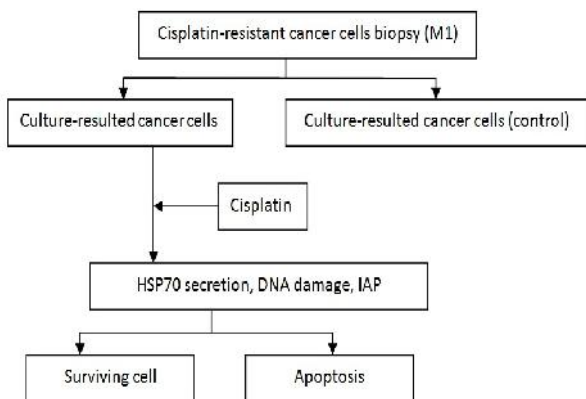 Cisplatin-resistant cancer cells biopsy (M1)
Culture-resulted cancer cells
Culture-resulted cancer cells (control)
Cisplatin
HSP70 secretion, DNA damage, IAP
Surviving cell
Apoptosis